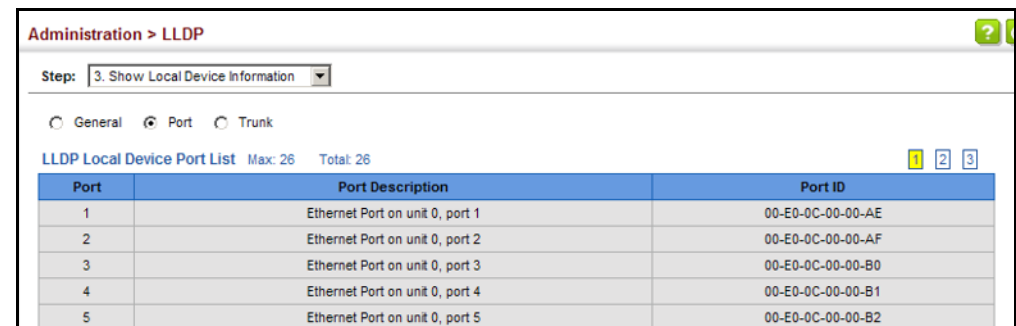 Administration > LLDP
?
Step: 3. Show Local Device Information
General Port Trunk
LLDP Local Device Port List Max: 26 Total: 26 1 2 3
Port Port Description Port ID
1 Ethernet Port on unit 0, port 1 00-E0-0C-00-00-AE
2 Ethernet Port on unit 0, port 2 00-E0-0C-00-00-AF
3 Ethernet Port on unit 0, port 3 00-E0-0C-00-00-B0
4 Ethernet Port on unit 0, port 4 00-E0-0C-00-00-B1
5 Ethernet Port on unit 0, port 5 00-E0-0C-00-00-B2